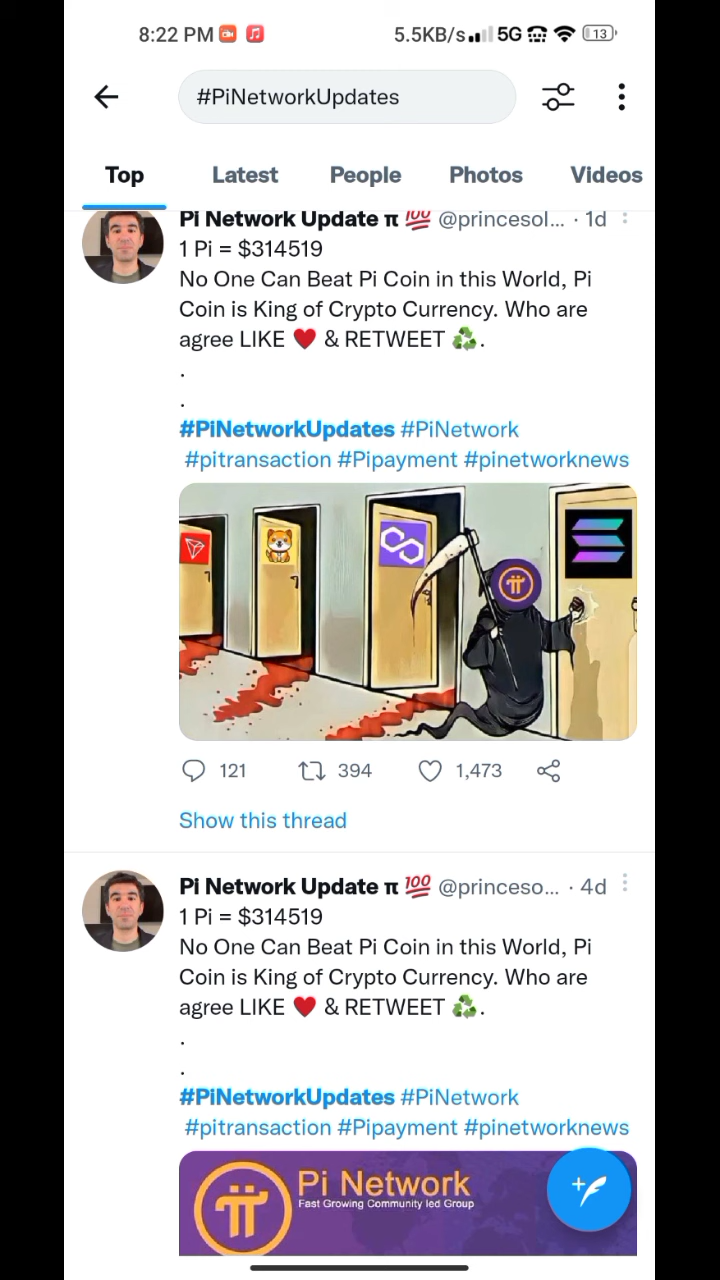 8:22 PM 5.5KB/s 5G 13
#PiNetworkUpdates
Top Latest People Photos Videos
Pi Network Update π 💯 @princesol... · 1d
1 Pi = $314519
No One Can Beat Pi Coin in this World, Pi
Coin is King of Crypto Currency. Who are
agree LIKE ♥️ & RETWEET ♻️.
.
.
#PiNetworkUpdates #PiNetwork
#pitransaction #Pipayment #pinetworknews
121 394 1,473
Show this thread
Pi Network Update π 💯 @princeso... · 4d
1 Pi = $314519
No One Can Beat Pi Coin in this World, Pi
Coin is King of Crypto Currency. Who are
agree LIKE ♥️ & RETWEET ♻️.
.
.
#PiNetworkUpdates #PiNetwork
#pitransaction #Pipayment #pinetworknews
Pi Network
Fast Growing Community led Group